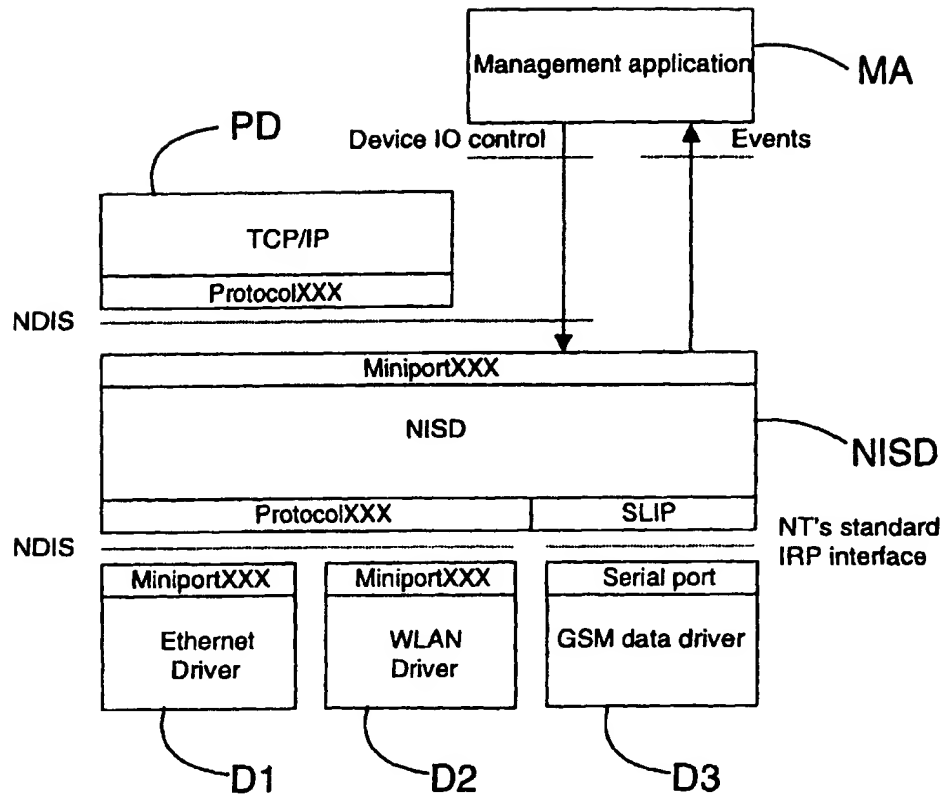 Management application
MA
PD
Device IO control
Events
TCP/IP
ProtocolXXX
NDIS
MiniportXXX
NISD
NISD
ProtocolXXX
SLIP
NDIS
NT's standard
IRP interface
MiniportXXX
MiniportXXX
Serial port
Ethernet
Driver
WLAN
Driver
GSM data driver
D1
D2
D3